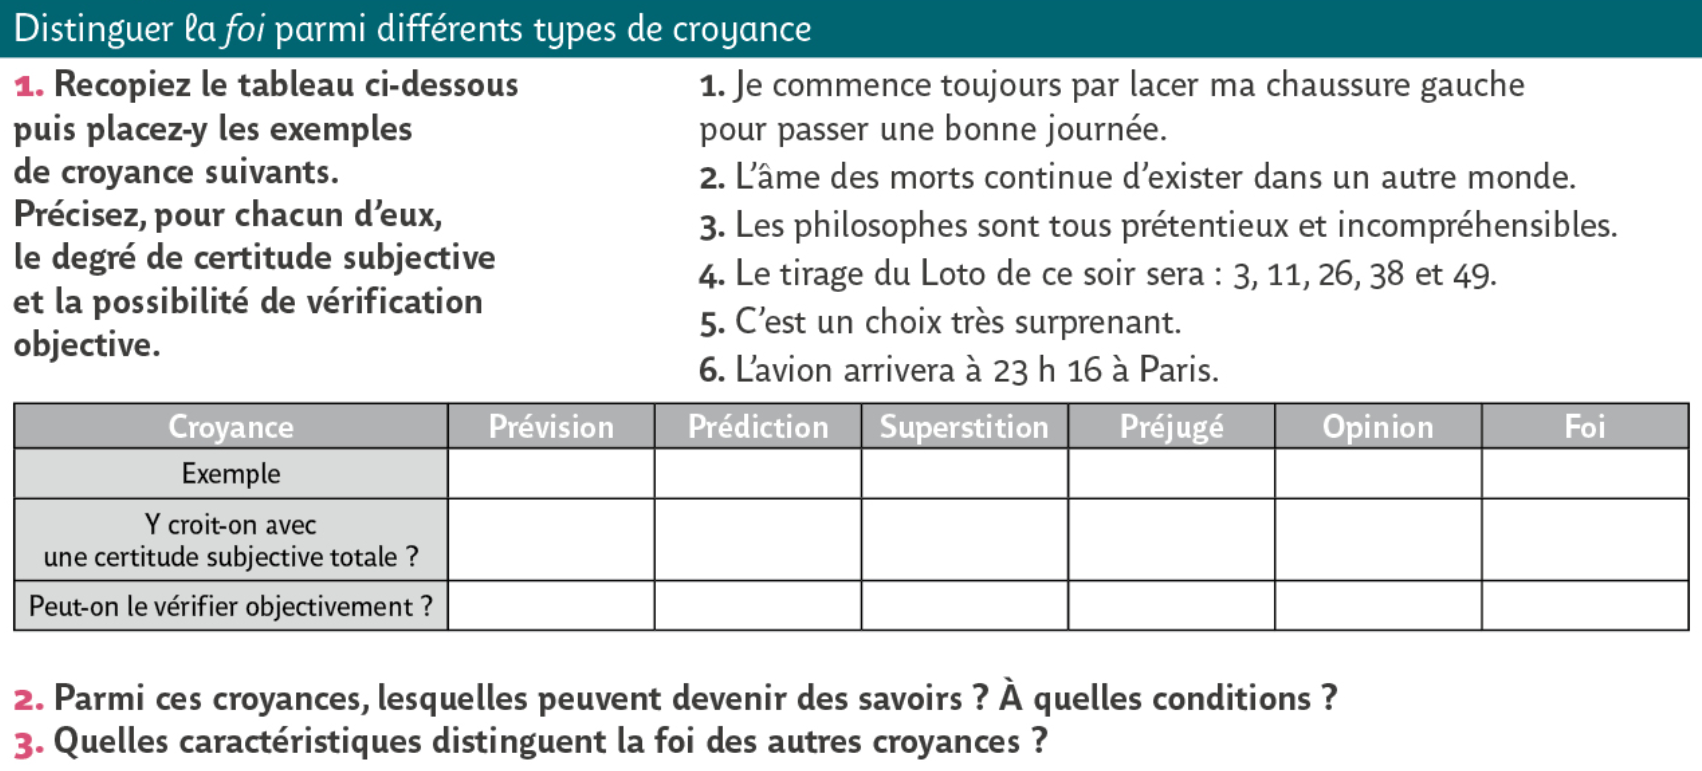 Distinguer la foi parmi différents types de croyance
1. Recopiez le tableau ci-dessous
puis placez-y les exemples
de croyance suivants.
Précisez, pour chacun d’eux,
le degré de certitude subjective
et la possibilité de vérification
objective.
1. Je commence toujours par lacer ma chaussure gauche
pour passer une bonne journée.
2. L’âme des morts continue d’exister dans un autre monde.
3. Les philosophes sont tous prétentieux et incompréhensibles.
4. Le tirage du Loto de ce soir sera : 3, 11, 26, 38 et 49.
5. C’est un choix très surprenant.
6. L’avion arrivera à 23 h 16 à Paris.
Croyance Prévision Prédiction Superstition Préjugé Opinion Foi
Exemple
Y croit-on avec
une certitude subjective totale ?
Peut-on le vérifier objectivement ?
2. Parmi ces croyances, lesquelles peuvent devenir des savoirs ? À quelles conditions ?
3. Quelles caractéristiques distinguent la foi des autres croyances ?